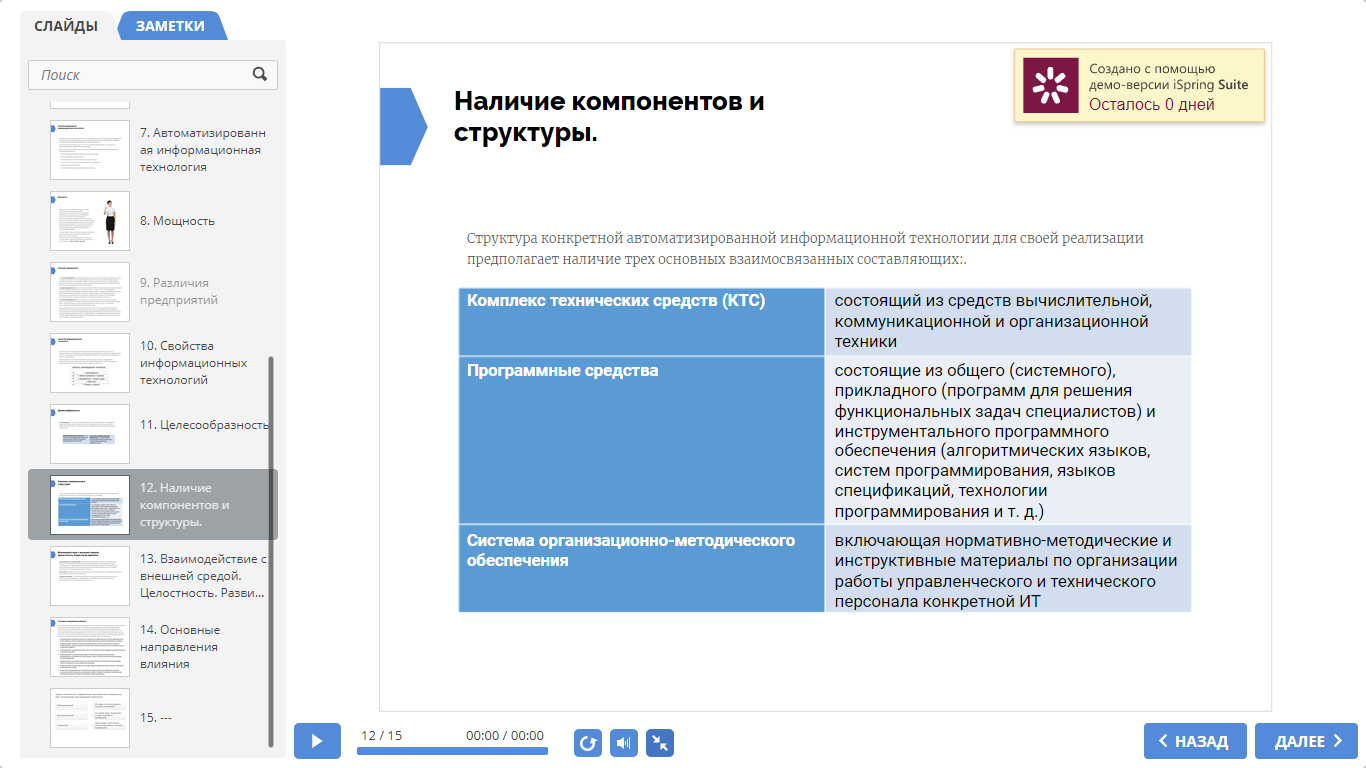 СЛАЙДЫ
ЗАМЕТКИ
Поиск
7. Автоматизированн
ая информационная
технология
8. Мощность
9. Различия
предприятий
10. Свойства
информационных
технологий
11. Целесообразность
12. Наличие
компонентов и
структуры.
13. Взаимодействие с
внешней средой.
Целостность. Разви...
14. Основные
направления
влияния
15. ---
Наличие компонентов и
структуры.
Создано с помощью
демо-версии iSpring Suite
Осталось 0 дней
Структура конкретной автоматизированной информационной технологии для своей реализации
предполагает наличие трех основных взаимосвязанных составляющих:.
Комплекс технических средств (КТС)
состоящий из средств вычислительной,
коммуникационной и организационной
техники
Программные средства
состоящие из общего (системного),
прикладного (программ для решения
функциональных задач специалистов) и
инструментального программного
обеспечения (алгоритмических языков,
систем программирования, языков
спецификаций, технологии
программирования и т. д.)
Система организационно-методического
обеспечения
включающая нормативно-методические и
инструктивные материалы по организации
работы управленческого и технического
персонала конкретной ИТ
12 / 15
00:00 / 00:00
НАЗАД
ДАЛЕЕ